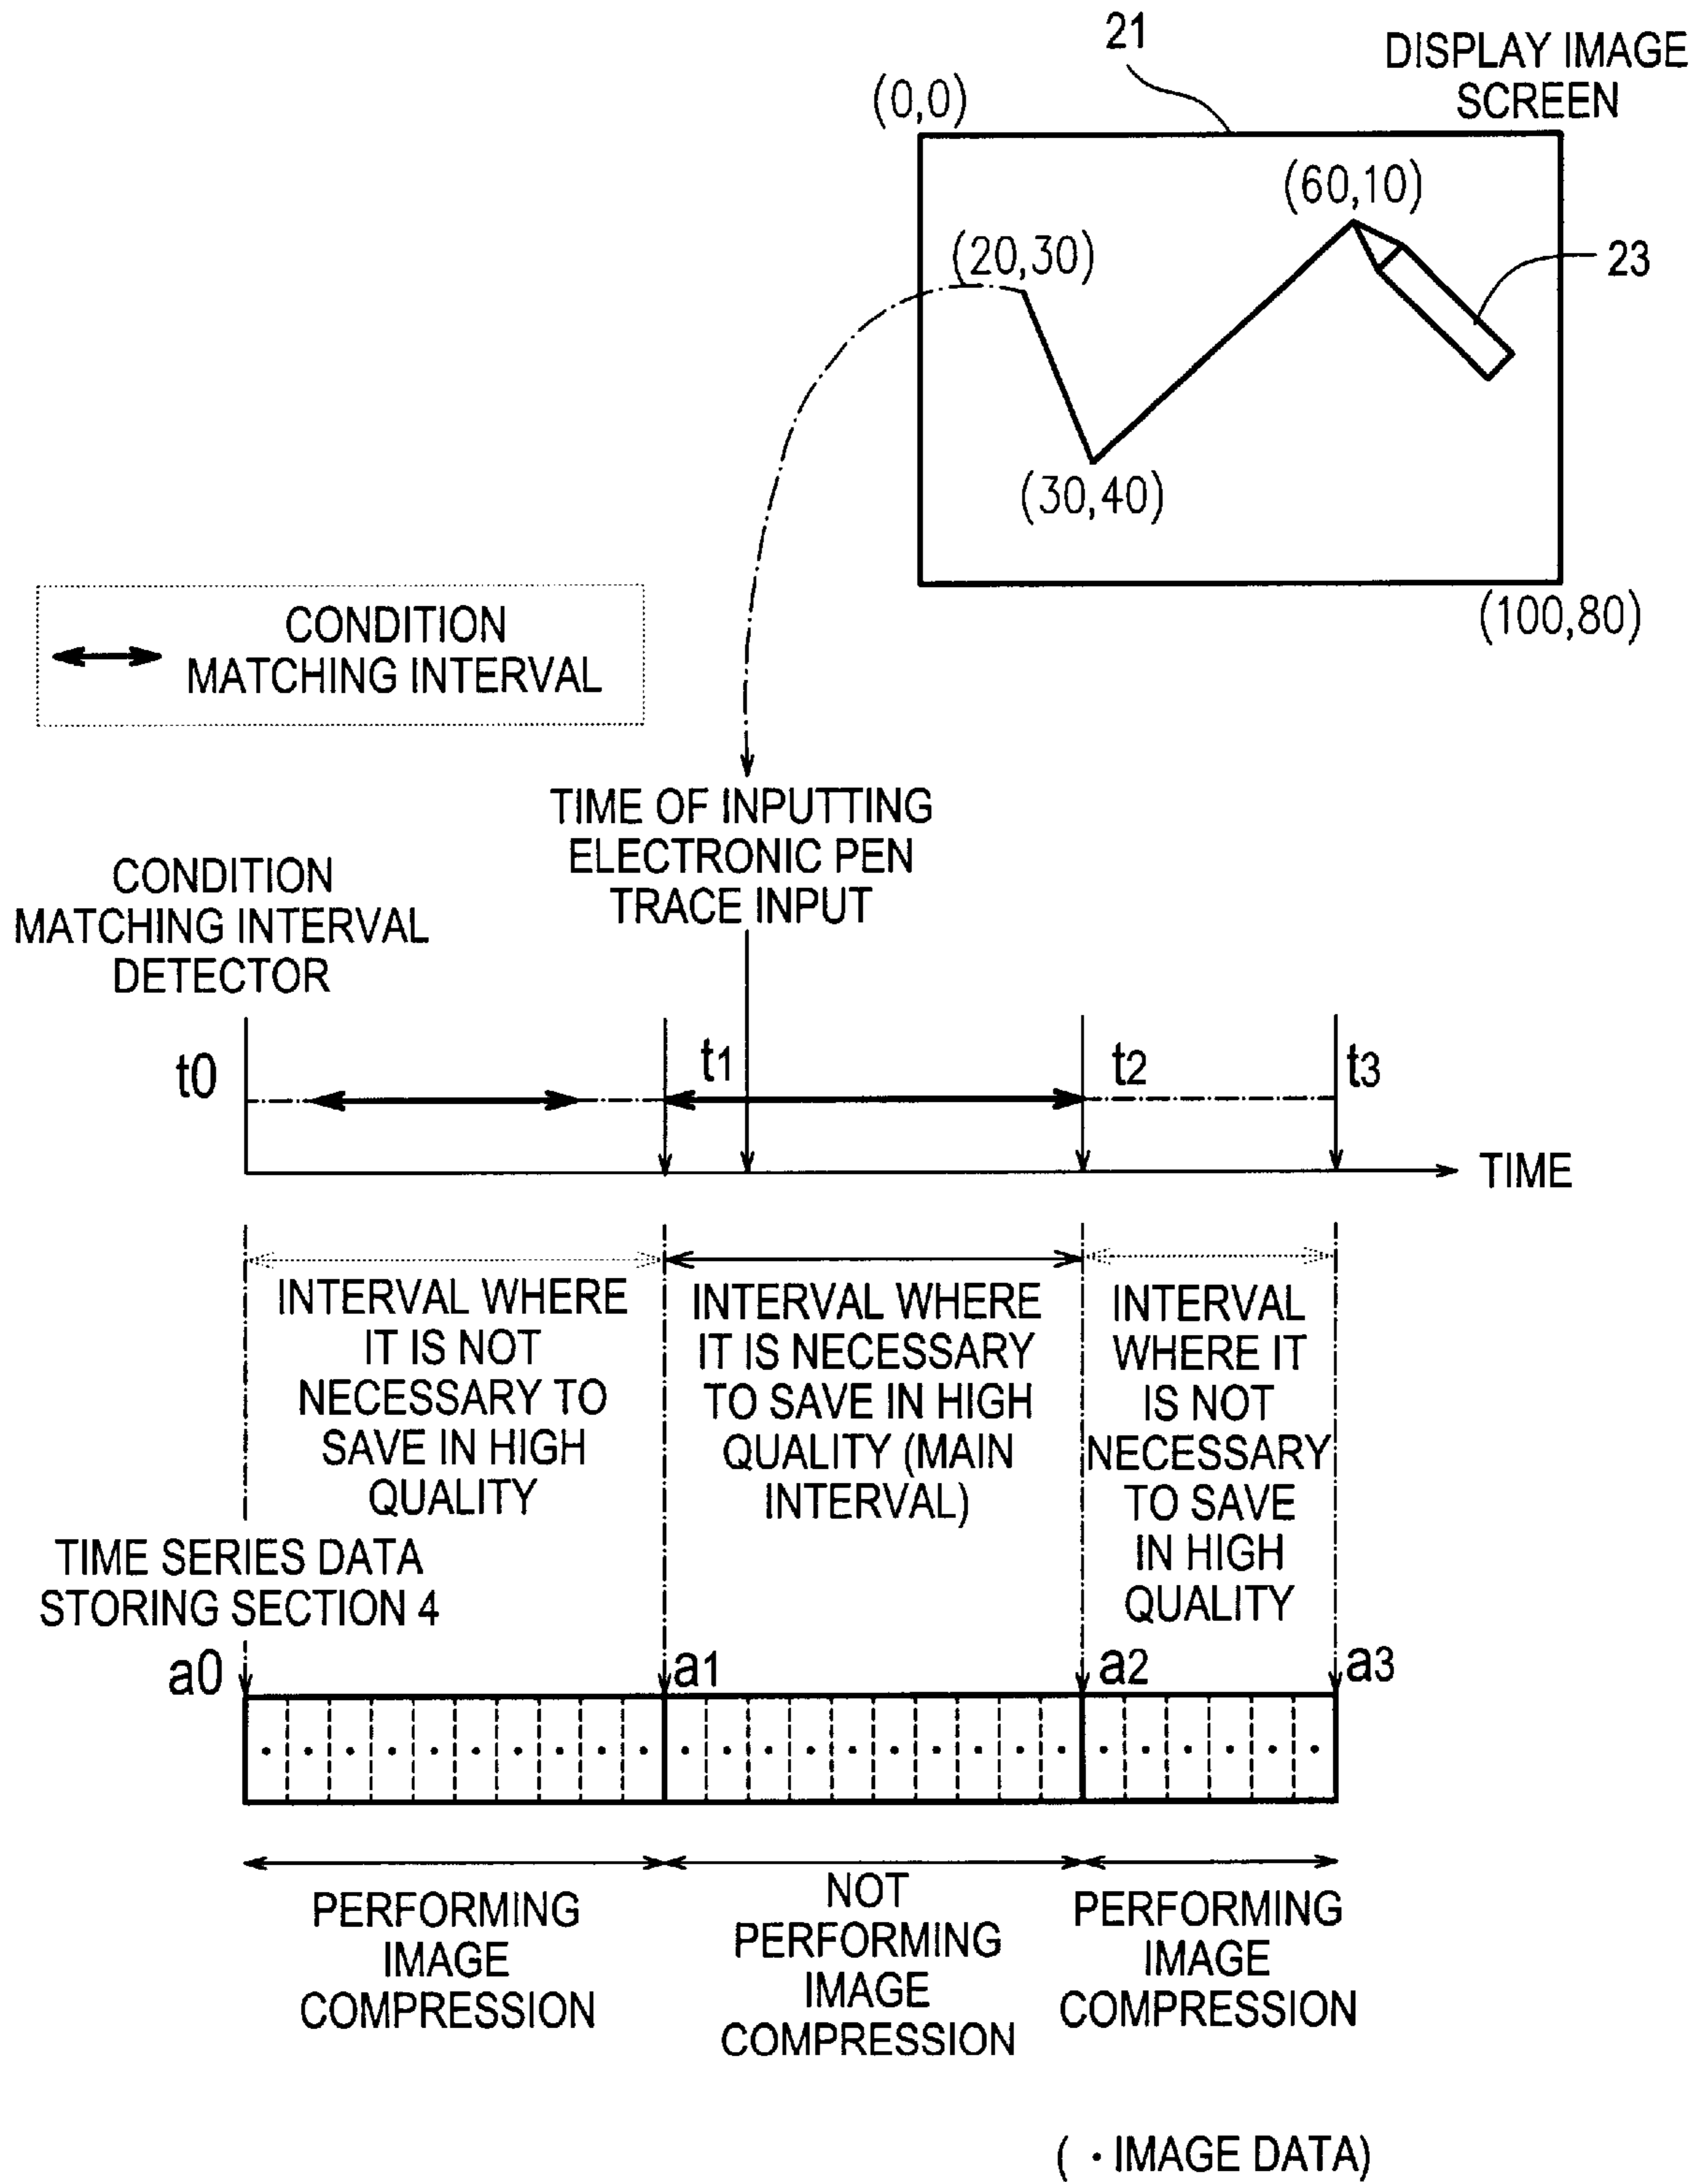 21
DISPLAY IMAGE
SCREEN
(0,0)
(60,10)
(20,30)
23
(30,40)
(100,80)
CONDITION
MATCHING INTERVAL
TIME OF INPUTTING
ELECTRONIC PEN
TRACE INPUT
CONDITION
MATCHING INTERVAL
DETECTOR
t0
t1
t2
t3
TIME
INTERVAL WHERE
IT IS NOT
NECESSARY TO
SAVE IN HIGH
QUALITY
INTERVAL WHERE
IT IS NECESSARY
TO SAVE IN HIGH
QUALITY (MAIN
INTERVAL)
INTERVAL
WHERE IT
IS NOT
NECESSARY
TO SAVE
IN HIGH
QUALITY
TIME SERIES DATA
STORING SECTION 4
a0
a1
a2
a3
PERFORMING
IMAGE
COMPRESSION
NOT
PERFORMING
IMAGE
COMPRESSION
PERFORMING
IMAGE
COMPRESSION
( · IMAGE DATA)